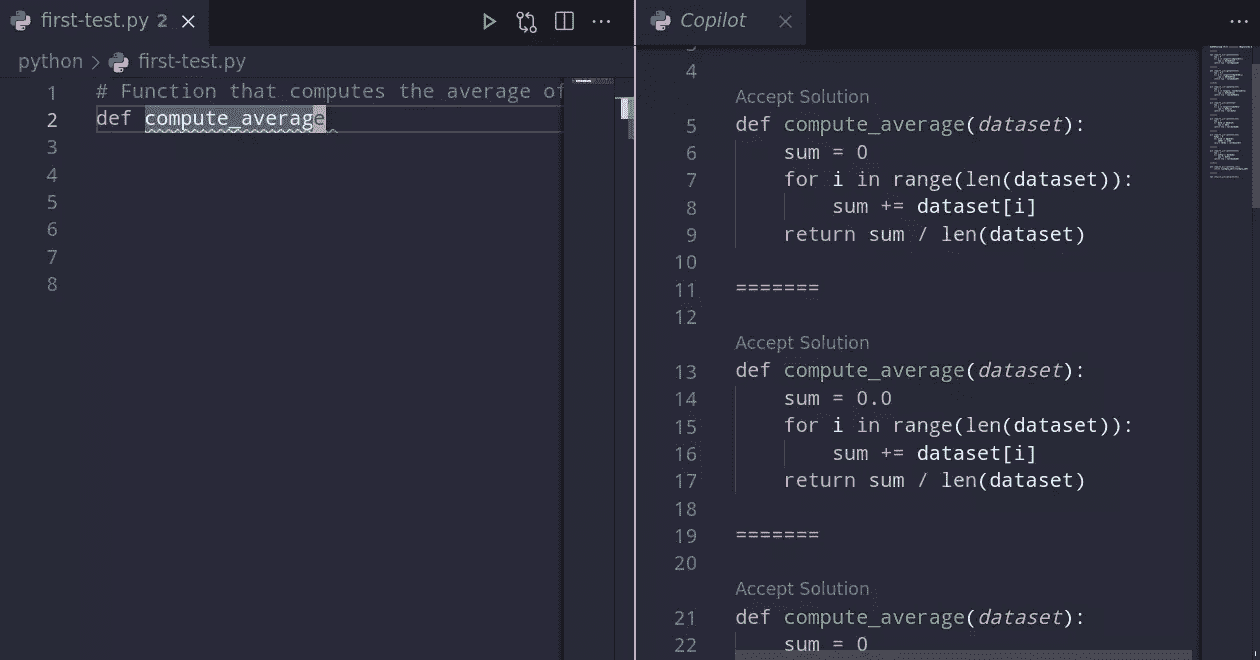 first-test.py 2
python > first-test.py
1 # Function that computes the average of
2 def compute_average
3
4
5
6
7
8
Copilot
4
Accept Solution
5 def compute_average(dataset):
6 sum = 0
7 for i in range(len(dataset)):
8 sum += dataset[i]
9 return sum / len(dataset)
10
11 =======
12
Accept Solution
13 def compute_average(dataset):
14 sum = 0.0
15 for i in range(len(dataset)):
16 sum += dataset[i]
17 return sum / len(dataset)
18
19 =======
20
Accept Solution
21 def compute_average(dataset):
22 sum = 0